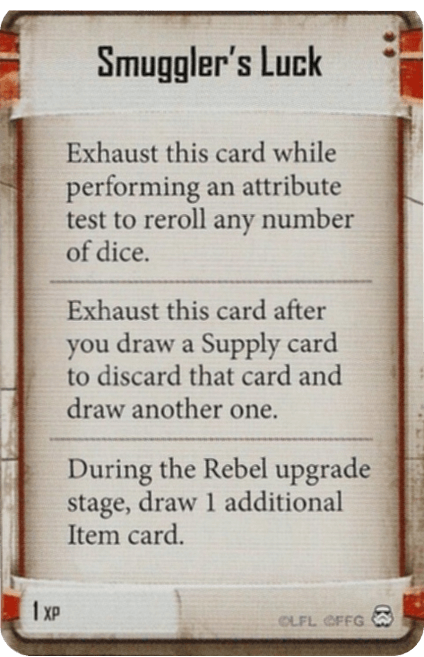 Smuggler's Luck
Exhaust this card while
performing an attribute
test to reroll any number
of dice.
Exhaust this card after
you draw a Supply card
to discard that card and
draw another one.
During the Rebel upgrade
stage, draw 1 additional
Item card.
1 XP
©LFL ©FFG